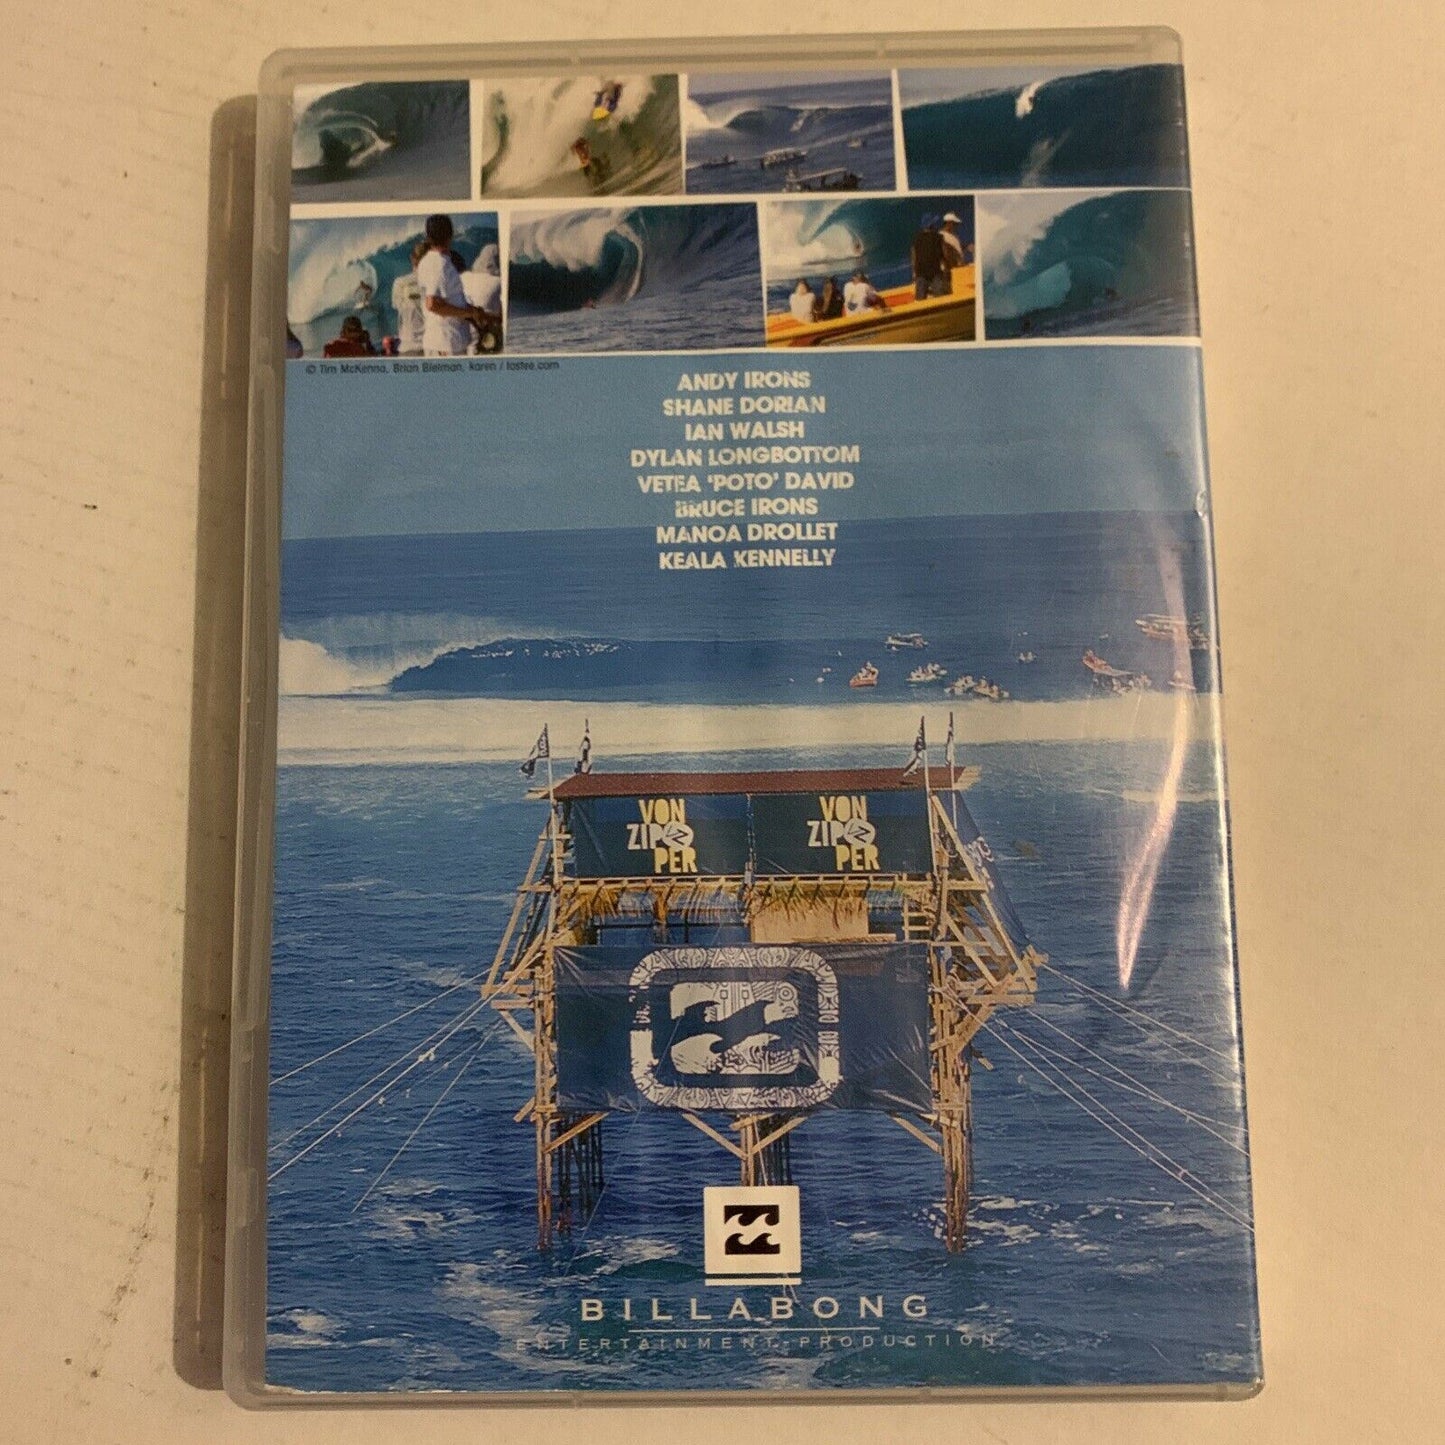 © Tim McKenna, Brian Bielman, karen / tostee.com
ANDY IRONS
SHANE DORIAN
IAN WALSH
DYLAN LONGBOTTOM
VETEA 'POTO' DAVID
BRUCE IRONS
MANOA DROLLET
KEALA KENNELLY
VON
ZIP
PER
VON
ZIP
PER
BILLABONG
ENTERTAINMENT PRODUCTION